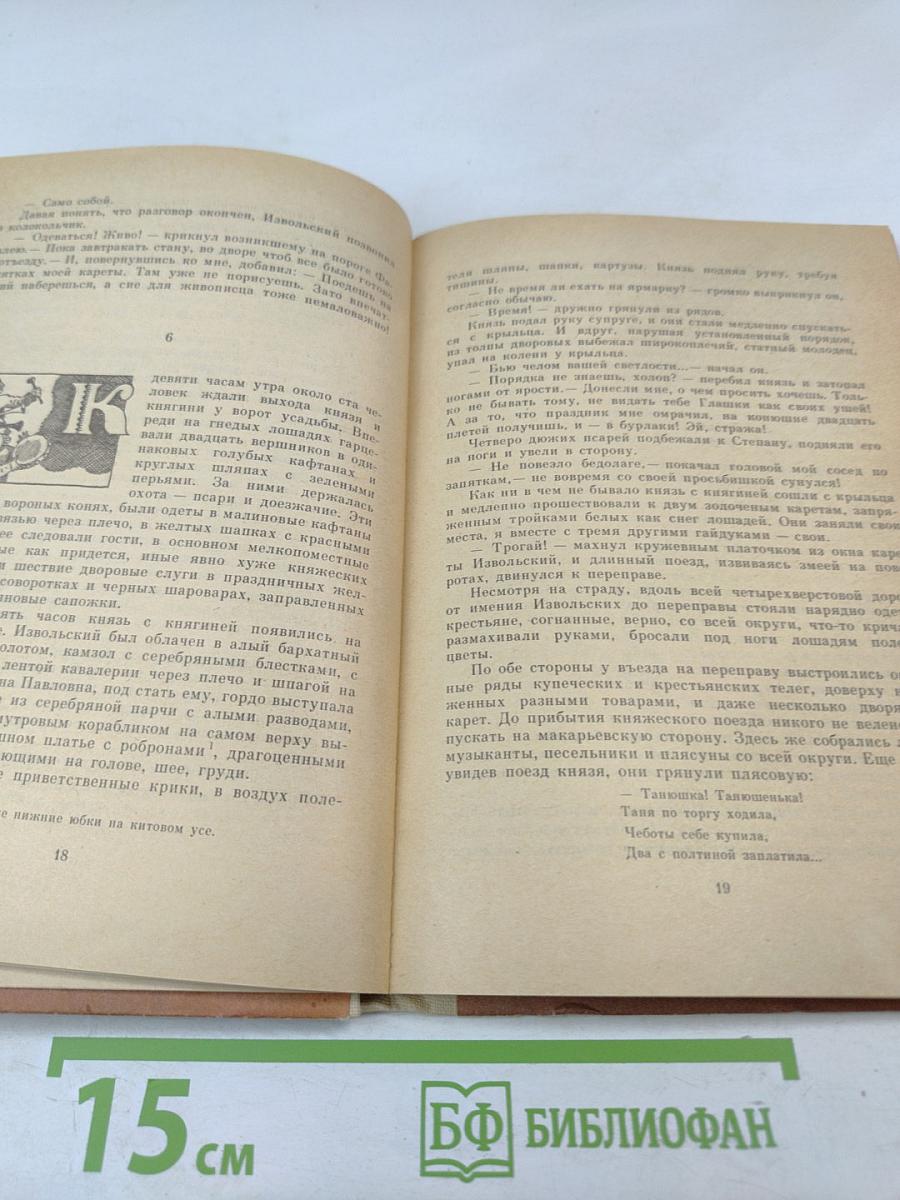 — Само собой.
Давая понять, что разговор окончен, Извольский позвонил
колокольчик.
— Одеваться! Живо! — крикнул возникшему на пороге Фа-
лею.— Пока завтракать стану, во дворе чтоб все было готово
отъезду.— И, повернувшись ко мне, добавил: — Поедешь на
пятках моей кареты. Там уже не порисуешь. Зато впечат-
ний наберешься, а сие для живописца тоже немаловажно!
6
К
девяти часам утра около ста че-
ловек ждали выхода князя и
княгини у ворот усадьбы. Впе-
реди на гнедых лошадях гарце-
вали двадцать вершников в оди-
наковых голубых кафтанах и
круглых шляпах с зелеными
перьями. За ними держалась
охота — псари и доезжачие. Эти
вороных конях, были одеты в малиновые кафтаны
язью через плечо, в желтых шапках с красными
ее следовали гости, в основном мелкопоместные
ые как придется, иные явно хуже княжеских
и шествие дворовые слуги в праздничных жел-
соворотках и черных шароварах, заправленных
новые сапожки.
ять часов князь с княгиней появились на
е. Извольский был облачен в алый бархатный
олотом, камзол с серебряными блестками, с
лентой кавалерии через плечо и шпагой на
на Павловна, под стать ему, гордо выступала
е из серебряной парчи с алыми разводами,
мутровым корабликом на самом верху вы-
шном платье с робронами¹, драгоценными
ающими на голове, шее, груди.
е приветственные крики, в воздух поле-
е нижние юбки на китовом усе.
18
тели шляпы, шапки, картузы. Князь поднял руку, требуя
тишины.
— Не время ли ехать на ярмарку? — громко выкрикнул он,
согласно обычаю.
— Время! — дружно грянули из рядов.
Князь подал руку супруге, и они стали медленно спускать-
ся с крыльца. И вдруг, нарушая установленный порядок,
из толпы дворовых выбежал широкоплечий, статный молодец,
упал на колени у крыльца.
— Бью челом вашей светлости...— начал он.
— Порядка не знаешь, холоп? — перебил князь и затопал
ногами от ярости.— Донесли мне, о чем просить хочешь. Толь-
ко не бывать тому, не видать тебе Глашки как своих ушей!
А за то, что праздник мне омрачил, на конюшне двадцать
плетей получишь, и — в бурлаки! Эй, стража!
Четверо дюжих псарей подбежали к Степану, подняли его
на ноги и увели в сторону.
— Не повезло бедолаге,— покачал головой мой сосед по
запяткам,— не вовремя со своей просьбишкой сунулся!
Как ни в чем не бывало князь с княгиней сошли с крыльца
и медленно прошествовали к двум золоченым каретам, запря-
женным тройками белых как снег лошадей. Они заняли свои
места, я вместе с тремя другими гайдуками — свои.
— Трогай! — махнул кружевным платочком из окна каре-
ты Извольский, и длинный поезд, извиваясь змеей на пово-
ротах, двинулся к переправе.
Несмотря на страду, вдоль всей четырехверстовой доро
от имения Извольских до переправы стояли нарядно оде
крестьяне, согнанные, верно, со всей округи, что-то крича
размахивали руками, бросали под ноги лошадям поле
цветы.
По обе стороны у въезда на переправу выстроились ог
ные ряды купеческих и крестьянских телег, доверху н
женных разными товарами, и даже несколько дворя
карет. До прибытия княжеского поезда никого не велено
пускать на макарьевскую сторону. Здесь же собрались л
музыканты, песельники и плясуны со всей округи. Еще
увидев поезд князя, они грянули плясовую:
— Танюшка! Танюшенька!
Таня по торгу ходила,
Чеботы себе купила,
Два с полтиной заплатила...
19
15 см
БФ БИБЛИОФАН